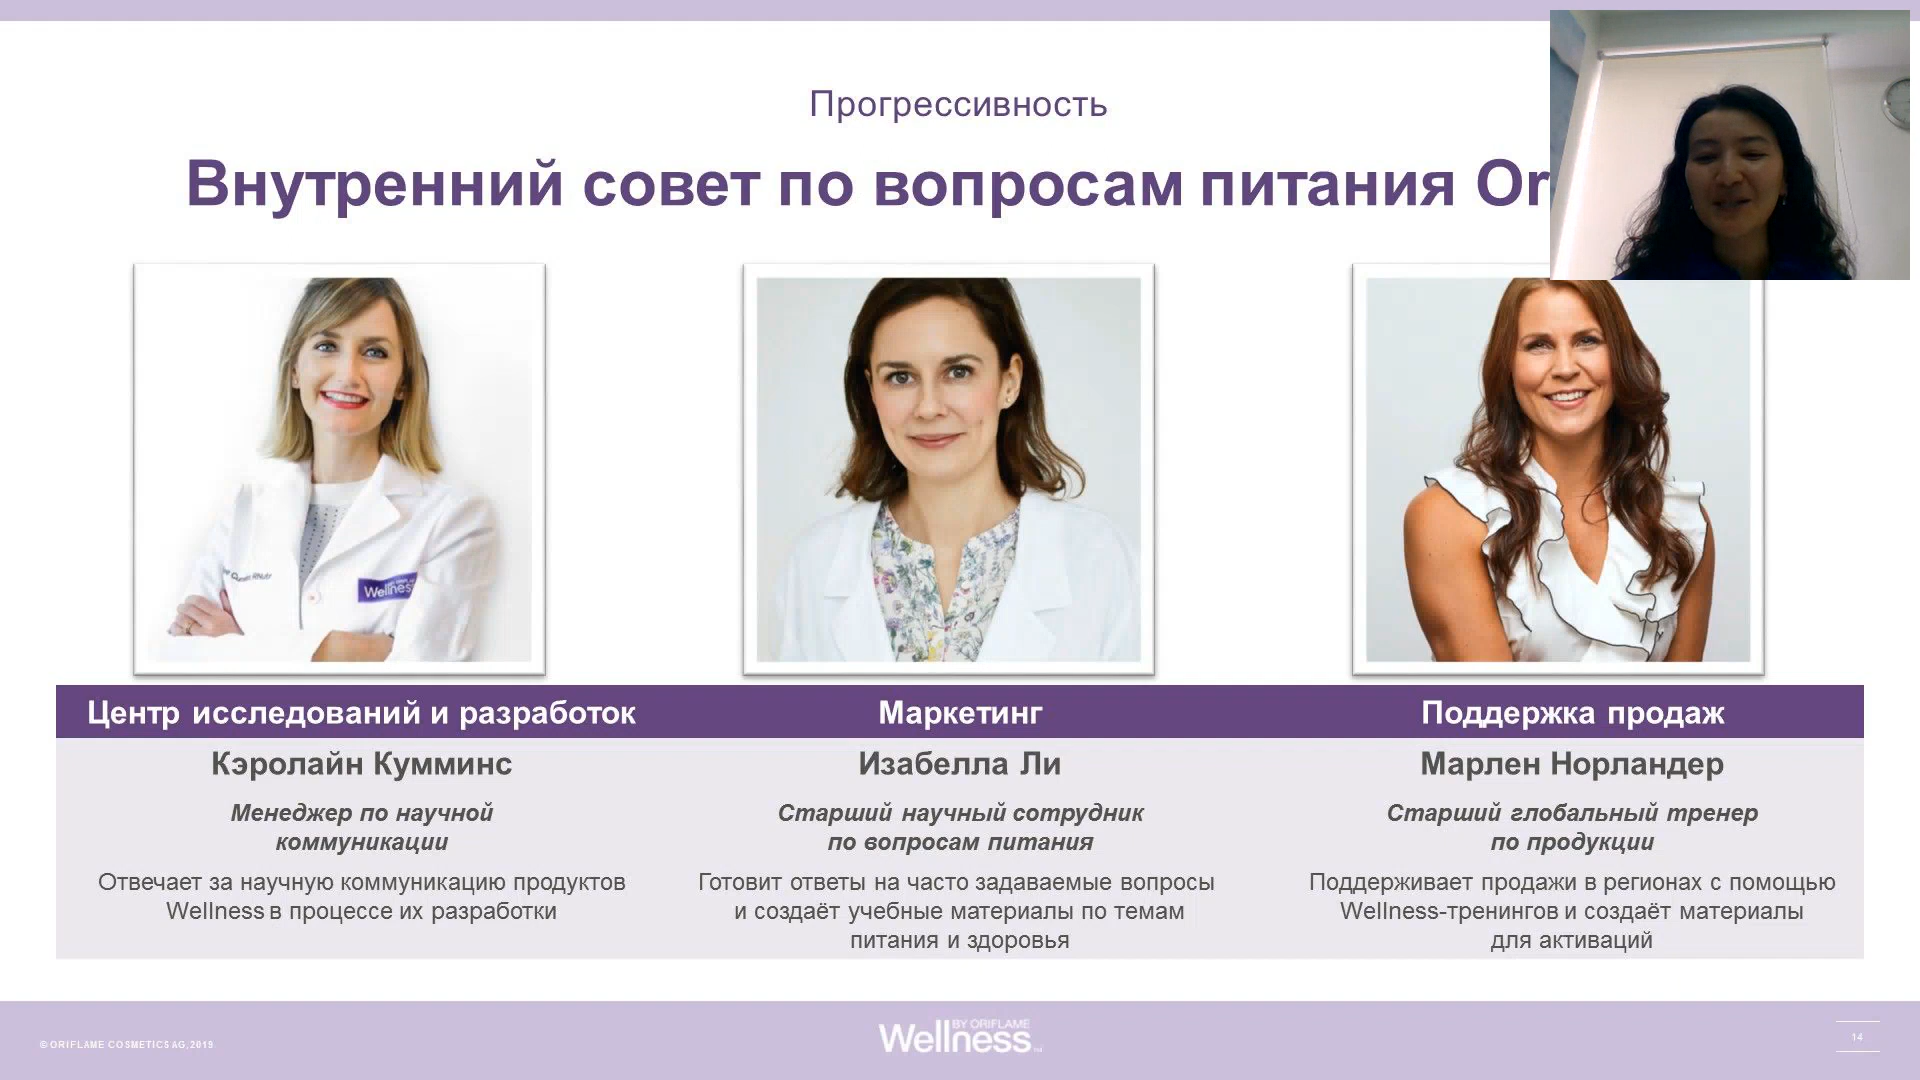 Прогрессивность
Внутренний совет по вопросам питания Or
Wellness
Центр исследований и разработок
Маркетинг
Поддержка продаж
Кэролайн Кумминс
Изабелла Ли
Марлен Норландер
Менеджер по научной
коммуникации
Старший научный сотрудник
по вопросам питания
Старший глобальный тренер
по продукции
Отвечает за научную коммуникацию продуктов
Wellness в процессе их разработки
Готовит ответы на часто задаваемые вопросы
и создаёт учебные материалы по темам
питания и здоровья
Поддерживает продажи в регионах с помощью
Wellness-тренингов и создаёт материалы
для активаций
© ORIFLAME COSMETICS AG, 2019
BY ORIFLAME
Wellness
14